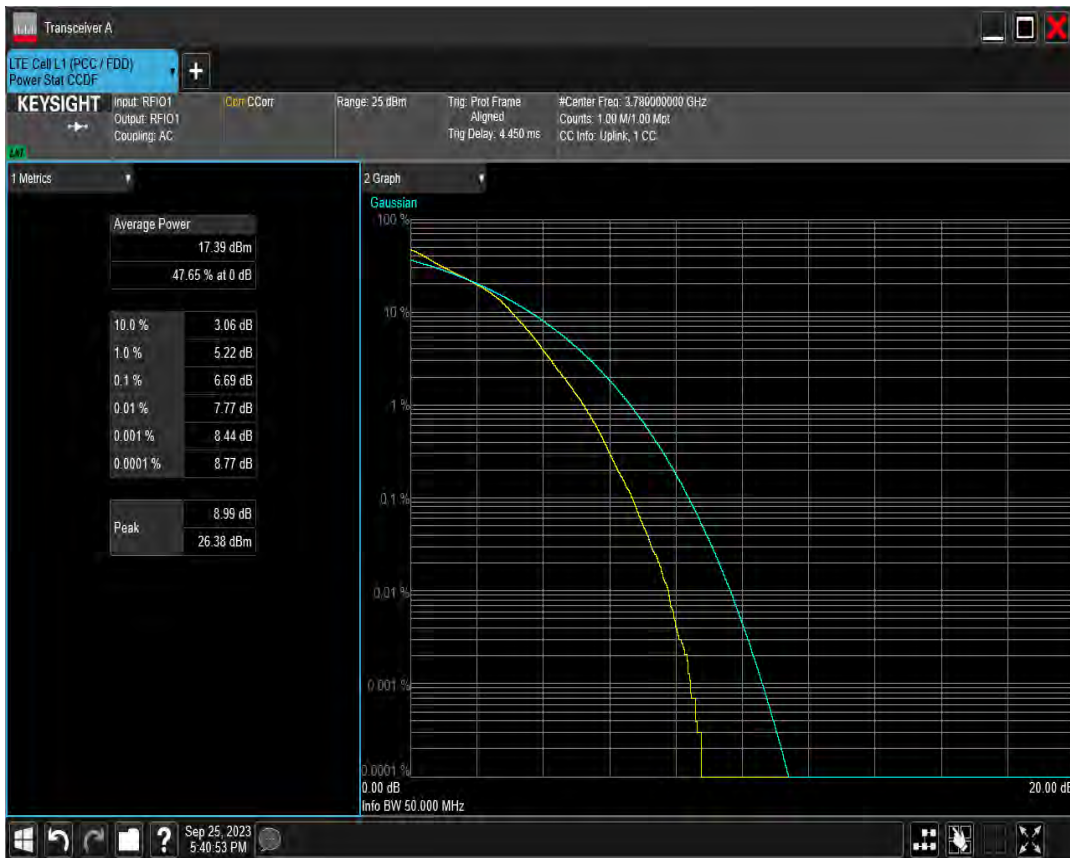 Transceiver A
LTE Cell L1 (PCC / FDD)
Power Stat CCDF
KEYSIGHT
Input: RFIO1
Output: RFIO1
Coupling: AC
Corr CCorr
Range: 25 dBm
Trig: Prot Frame
Aligned
Trig Delay: 4.450 ms
#Center Freq: 3.780000000 GHz
Counts: 1.00 M/1.00 Mpt
CC Info: Uplink, 1 CC
1 Metrics
Average Power
17.39 dBm
47.65 % at 0 dB
10.0 % 3.06 dB
1.0 % 5.22 dB
0.1 % 6.69 dB
0.01 % 7.77 dB
0.001 % 8.44 dB
0.0001 % 8.77 dB
Peak
8.99 dB
26.38 dBm
2 Graph
Gaussian
100 %
10 %
1 %
0.1 %
0.01 %
0.001 %
0.0001 %
0.00 dB
20.00 dB
Info BW 50.000 MHz
?
Sep 25, 2023
5:40:53 PM